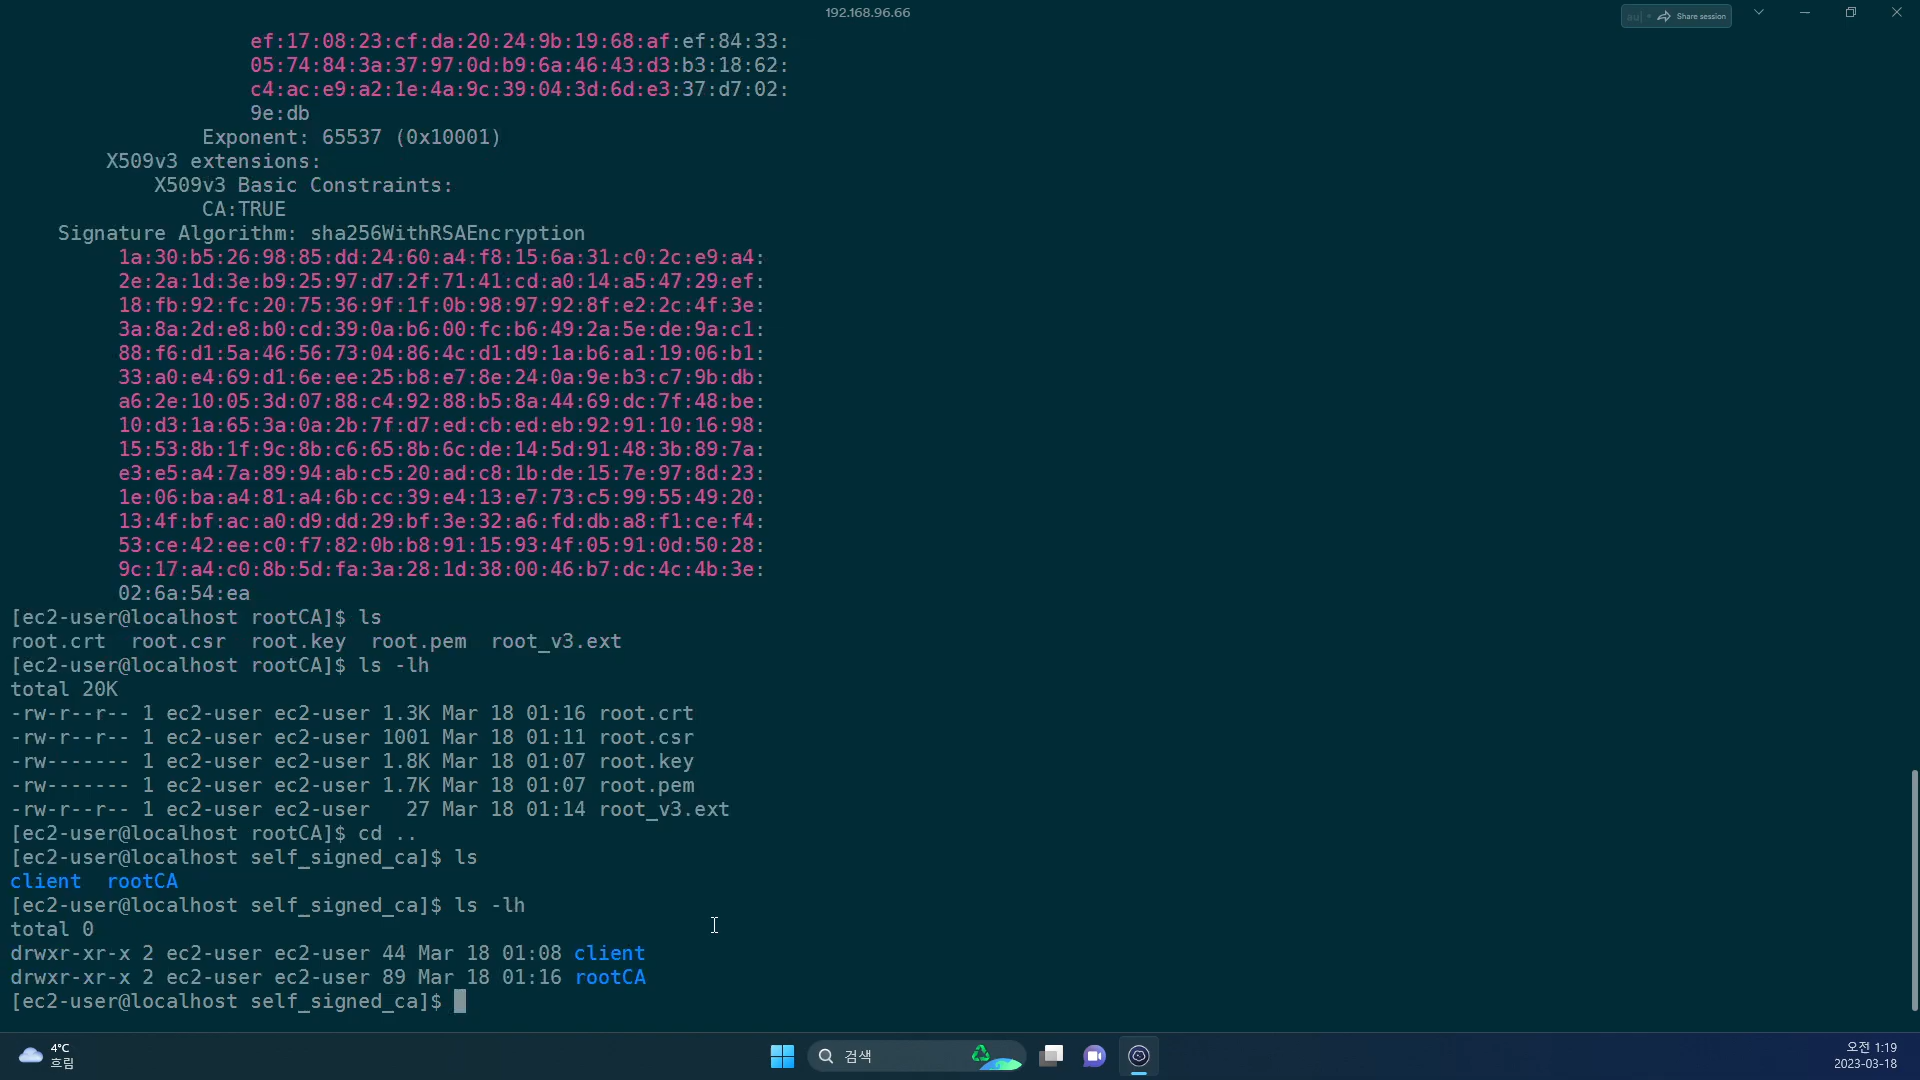 192.168.96.66
Share session
ef:17:08:23:cf:da:20:24:9b:19:68:af:ef:84:33:
05:74:84:3a:37:97:0d:b9:6a:46:43:d3:b3:18:62:
c4:ac:e9:a2:1e:4a:9c:39:04:3d:6d:e3:37:d7:02:
9e:db
Exponent: 65537 (0x10001)
X509v3 extensions:
X509v3 Basic Constraints:
CA:TRUE
Signature Algorithm: sha256WithRSAEncryption
1a:30:b5:26:98:85:dd:24:60:a4:f8:15:6a:31:c0:2c:e9:a4:
2e:2a:1d:3e:b9:25:97:d7:2f:71:41:cd:a0:14:a5:47:29:ef:
18:fb:92:fc:20:75:36:9f:1f:0b:98:97:92:8f:e2:2c:4f:3e:
3a:8a:2d:e8:b0:cd:39:0a:b6:00:fc:b6:49:2a:5e:de:9a:c1:
88:f6:d1:5a:46:56:73:04:86:4c:d1:d9:1a:b6:a1:19:06:b1:
33:a0:e4:69:d1:6e:ee:25:b8:e7:8e:24:0a:9e:b3:c7:9b:db:
a6:2e:10:05:3d:07:88:c4:92:88:b5:8a:44:69:dc:7f:48:be:
10:d3:1a:65:3a:0a:2b:7f:d7:ed:cb:ed:eb:92:91:10:16:98:
15:53:8b:1f:9c:8b:c6:65:8b:6c:de:14:5d:91:48:3b:89:7a:
e3:e5:a4:7a:89:94:ab:c5:20:ad:c8:1b:de:15:7e:97:8d:23:
1e:06:ba:a4:81:a4:6b:cc:39:e4:13:e7:73:c5:99:55:49:20:
13:4f:bf:ac:a0:d9:dd:29:bf:3e:32:a6:fd:db:a8:f1:ce:f4:
53:ce:42:ee:c0:f7:82:0b:b8:91:15:93:4f:05:91:0d:50:28:
9c:17:a4:c0:8b:5d:fa:3a:28:1d:38:00:46:b7:dc:4c:4b:3e:
02:6a:54:ea
[ec2-user@localhost rootCA]$ ls
root.crt  root.csr  root.key  root.pem  root_v3.ext
[ec2-user@localhost rootCA]$ ls -lh
total 20K
-rw-r--r-- 1 ec2-user ec2-user 1.3K Mar 18 01:16 root.crt
-rw-r--r-- 1 ec2-user ec2-user 1001 Mar 18 01:11 root.csr
-rw------- 1 ec2-user ec2-user 1.8K Mar 18 01:07 root.key
-rw------- 1 ec2-user ec2-user 1.7K Mar 18 01:07 root.pem
-rw-r--r-- 1 ec2-user ec2-user   27 Mar 18 01:14 root_v3.ext
[ec2-user@localhost rootCA]$ cd ..
[ec2-user@localhost self_signed_ca]$ ls
client  rootCA
[ec2-user@localhost self_signed_ca]$ ls -lh
total 0
drwxr-xr-x 2 ec2-user ec2-user 44 Mar 18 01:08 client
drwxr-xr-x 2 ec2-user ec2-user 89 Mar 18 01:16 rootCA
[ec2-user@localhost self_signed_ca]$
4°C
흐림
검색
오전 1:19
2023-03-18